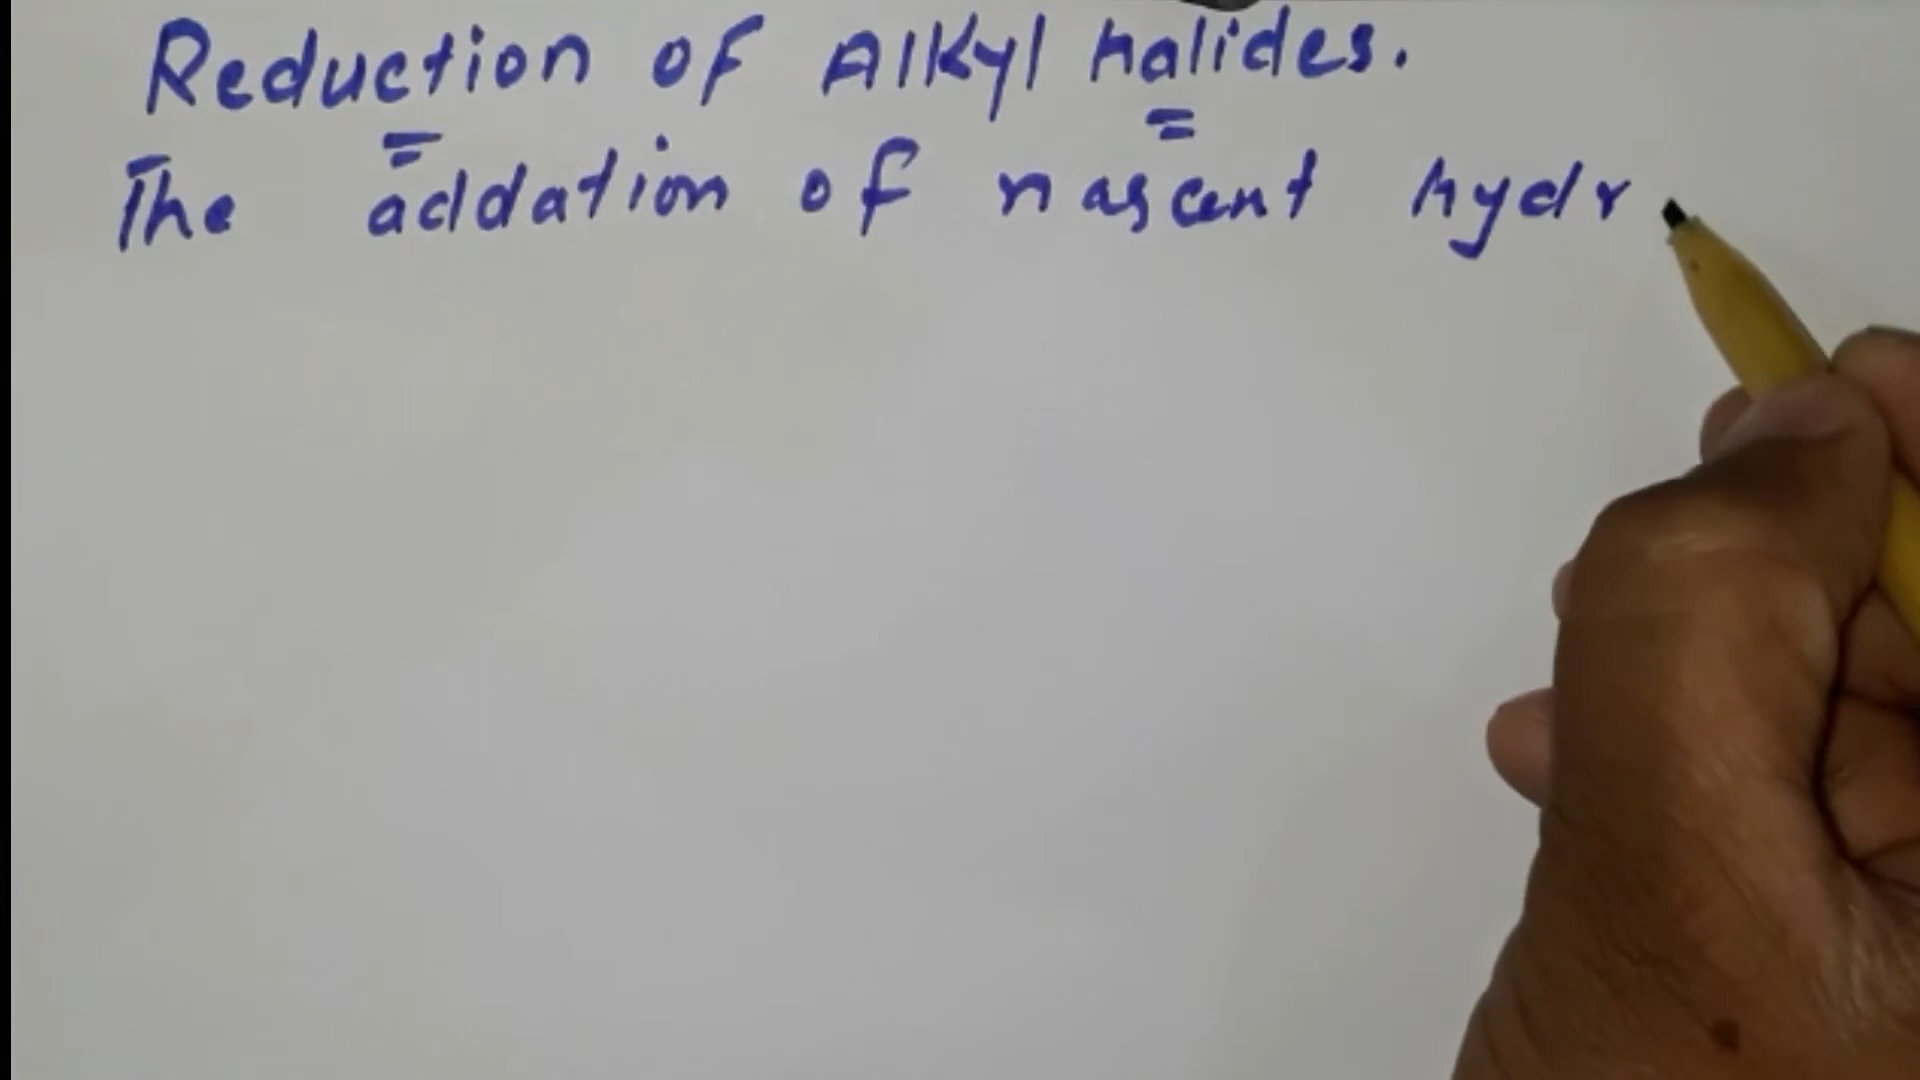 Reduction of Alkyl halides.
The addation of nascent hydr